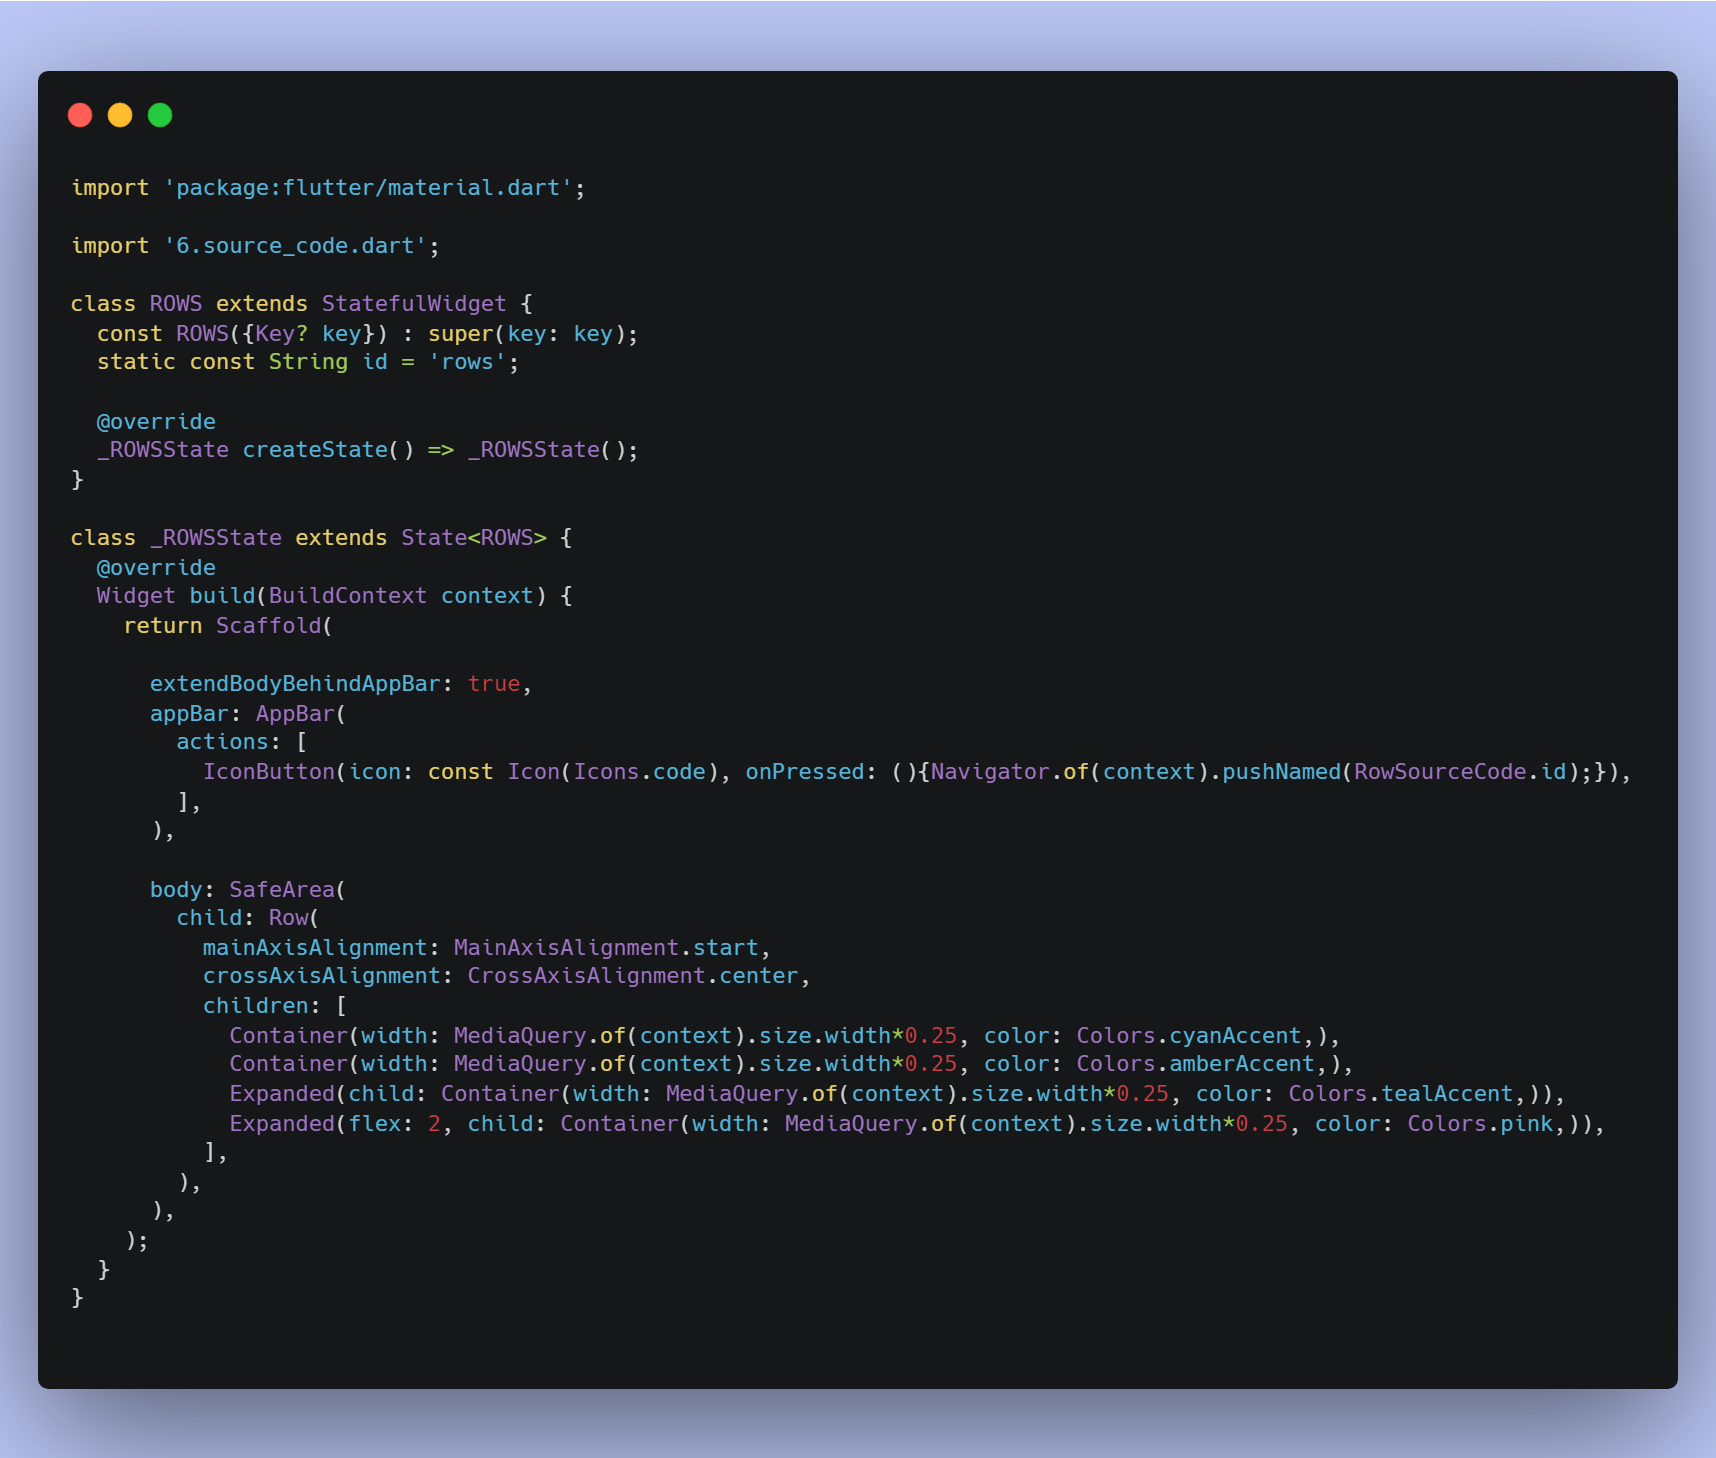 import 'package:flutter/material.dart';

import '6.source_code.dart';

class ROWS extends StatefulWidget {
  const ROWS({Key? key}) : super(key: key);
  static const String id = 'rows';

  @override
  _ROWSState createState() => _ROWSState();
}

class _ROWSState extends State<ROWS> {
  @override
  Widget build(BuildContext context) {
    return Scaffold(

      extendBodyBehindAppBar: true,
      appBar: AppBar(
        actions: [
          IconButton(icon: const Icon(Icons.code), onPressed: (){Navigator.of(context).pushNamed(RowSourceCode.id);}),
        ],
      ),

      body: SafeArea(
        child: Row(
          mainAxisAlignment: MainAxisAlignment.start,
          crossAxisAlignment: CrossAxisAlignment.center,
          children: [
            Container(width: MediaQuery.of(context).size.width*0.25, color: Colors.cyanAccent,),
            Container(width: MediaQuery.of(context).size.width*0.25, color: Colors.amberAccent,),
            Expanded(child: Container(width: MediaQuery.of(context).size.width*0.25, color: Colors.tealAccent,)),
            Expanded(flex: 2, child: Container(width: MediaQuery.of(context).size.width*0.25, color: Colors.pink,)),
          ],
        ),
      ),
    );
  }
}